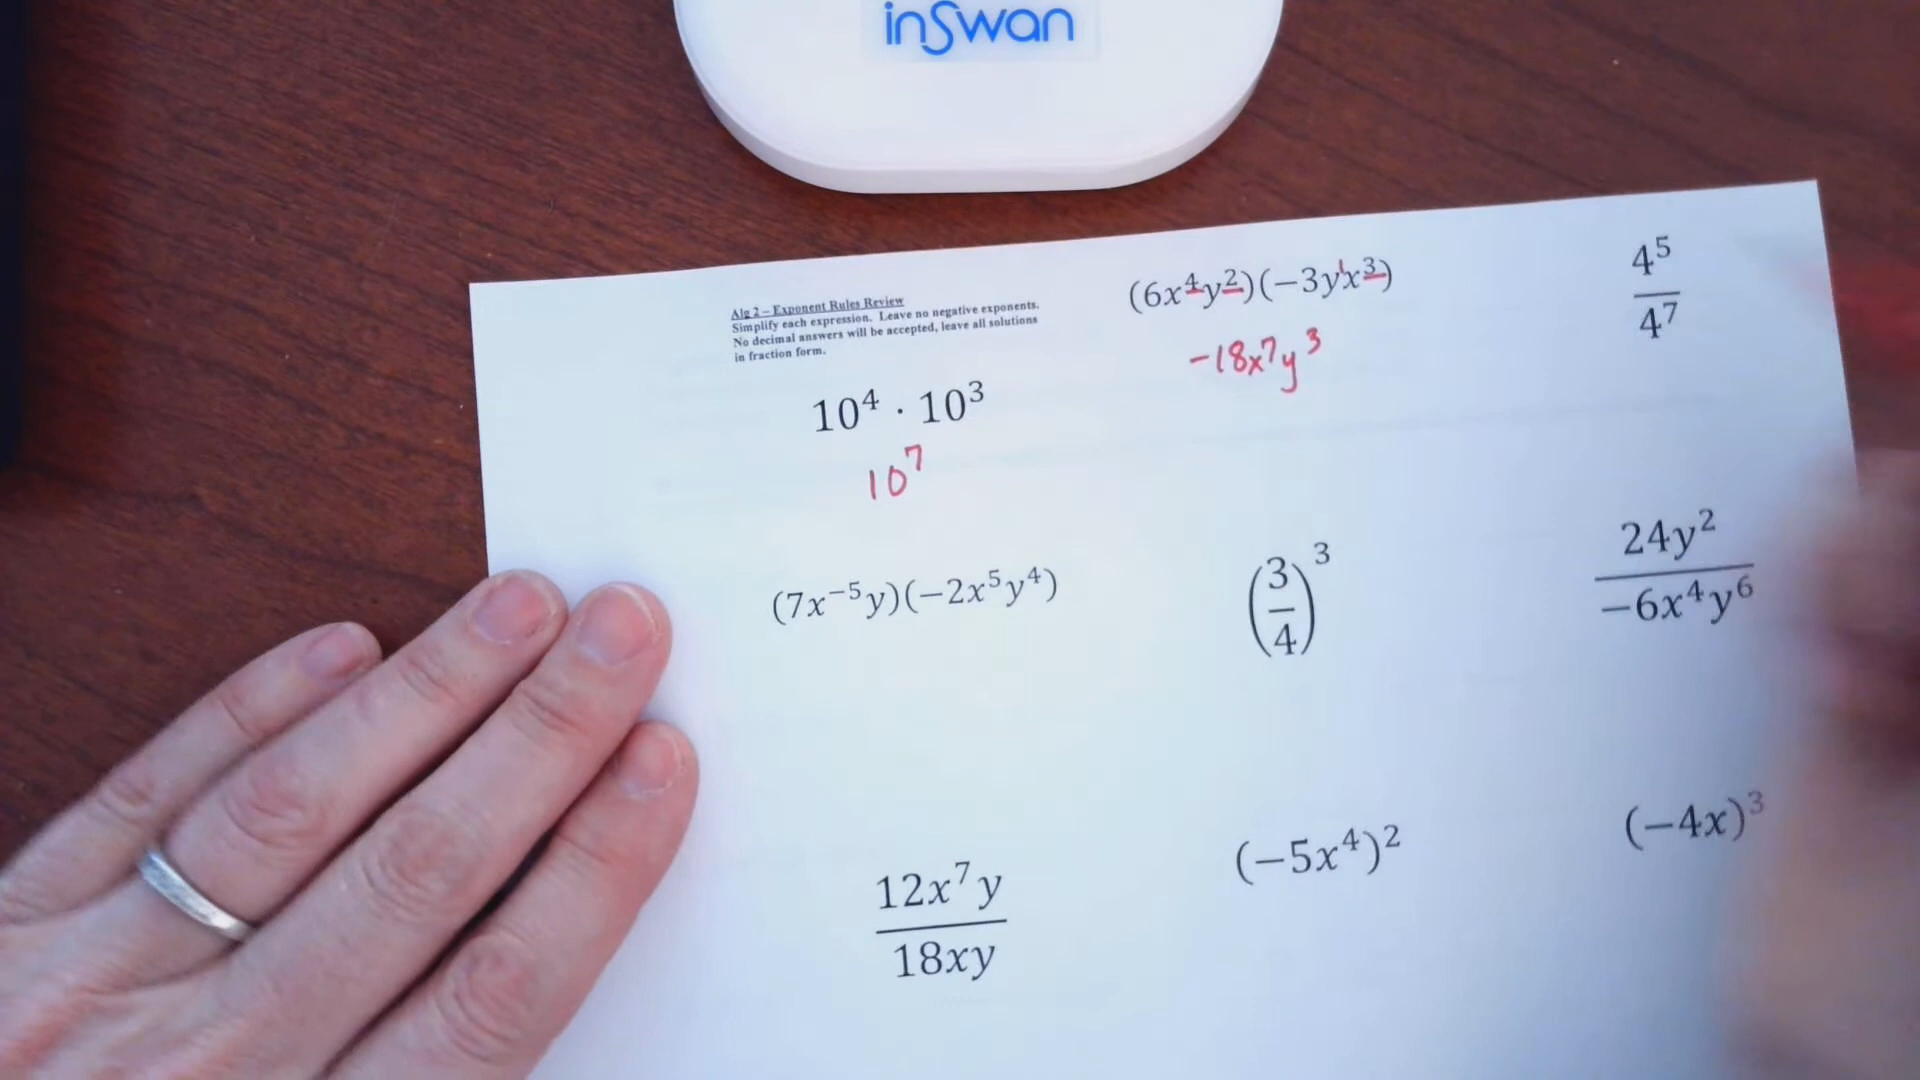 inSwan
Alg 2 – Exponent Rules Review
Simplify each expression. Leave no negative exponents.
No decimal answers will be accepted, leave all solutions
in fraction form.
10⁴ · 10³
10⁷
(6x⁴y²)(−3y¹x³)
−18x⁷y³
4⁵
4⁷
(7x⁻⁵y)(−2x⁵y⁴)
(3/4)³
24y²
−6x⁴y⁶
12x⁷y
18xy
(−5x⁴)²
(−4x)³